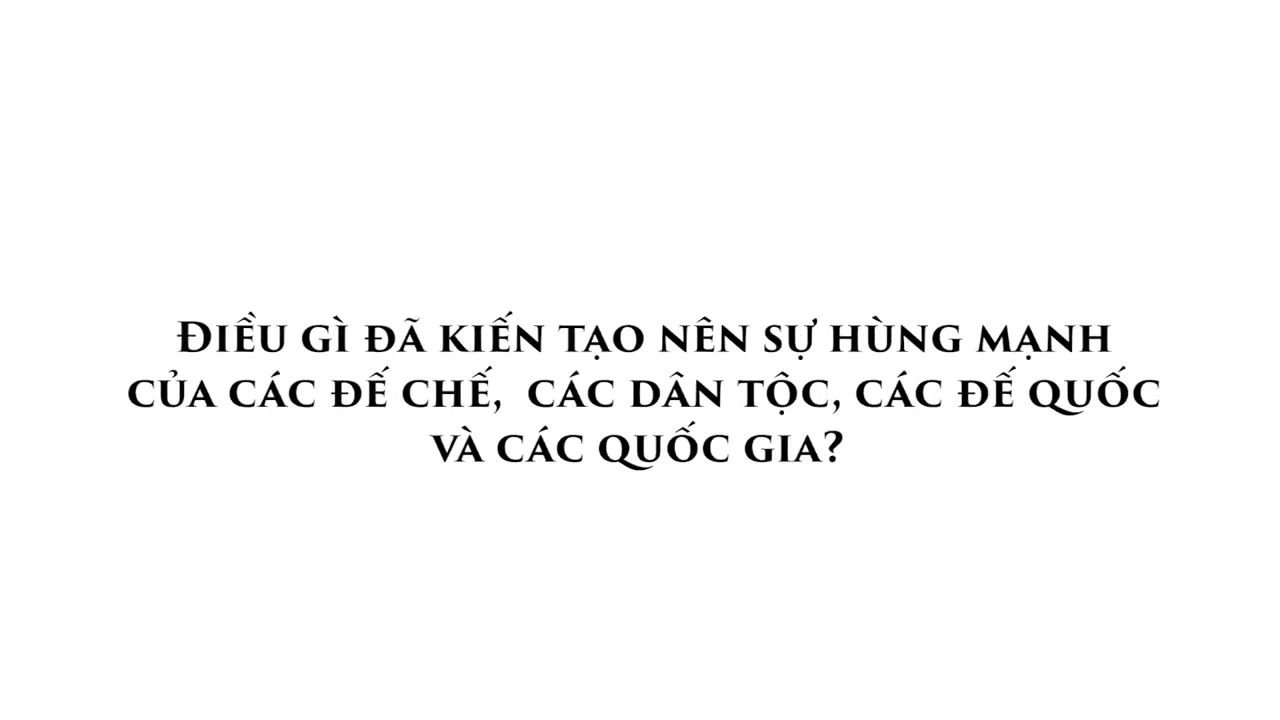 Điều gì đã kiến tạo nên sự hùng mạnh
của các đế chế, các dân tộc, các đế quốc
và các quốc gia?